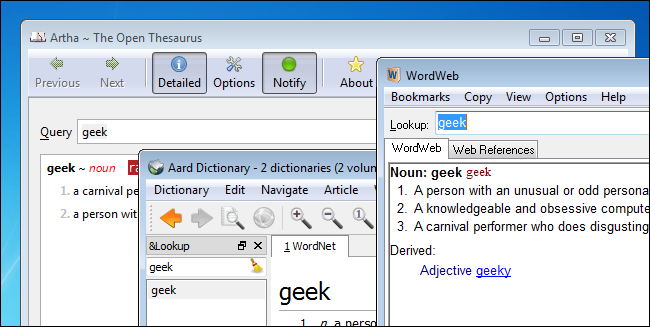 Artha ~ The Open Thesaurus
Previous Next Detailed Options Notify About
Query geek
geek ~ noun
1. a carnival pe
2. a person wit
Aard Dictionary - 2 dictionaries (2 volun
Dictionary Edit Navigate Article W
&Lookup
geek
geek
1 WordNet
geek
1. n. a perso
WordWeb
Bookmarks Copy View Options Help
Lookup: geek
WordWeb Web References
Noun: geek geek
1. A person with an unusual or odd persona
2. A knowledgeable and obsessive compute
3. A carnival performer who does disgusting
Derived:
Adjective geeky